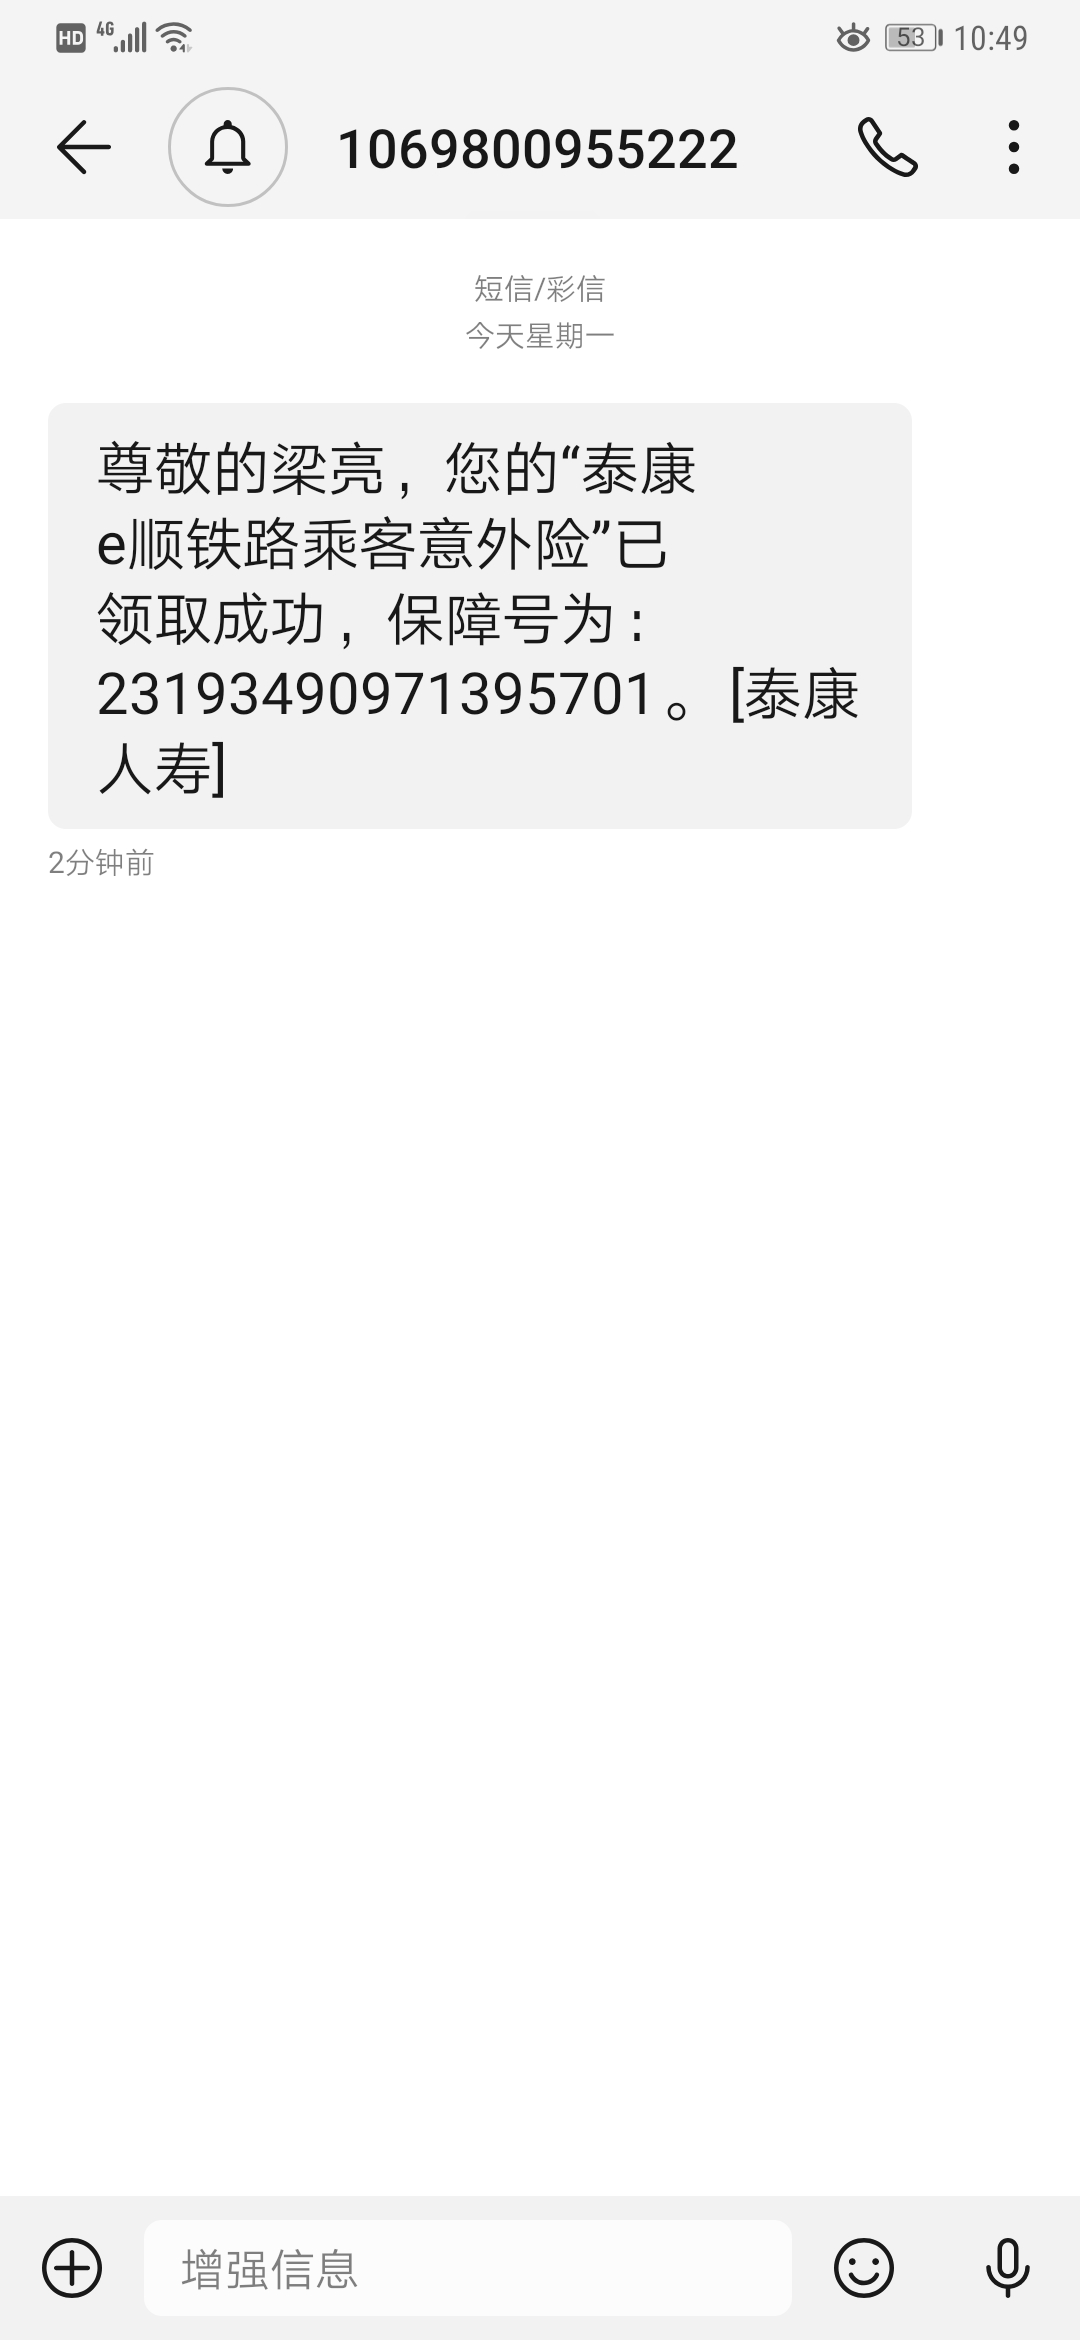 HD 4G 53 10:49
1069800955222
短信/彩信
今天星期一
尊敬的梁亮，您的“泰康
e顺铁路乘客意外险”已
领取成功，保障号为：
23193490971395701。[泰康
人寿]
2分钟前
增强信息